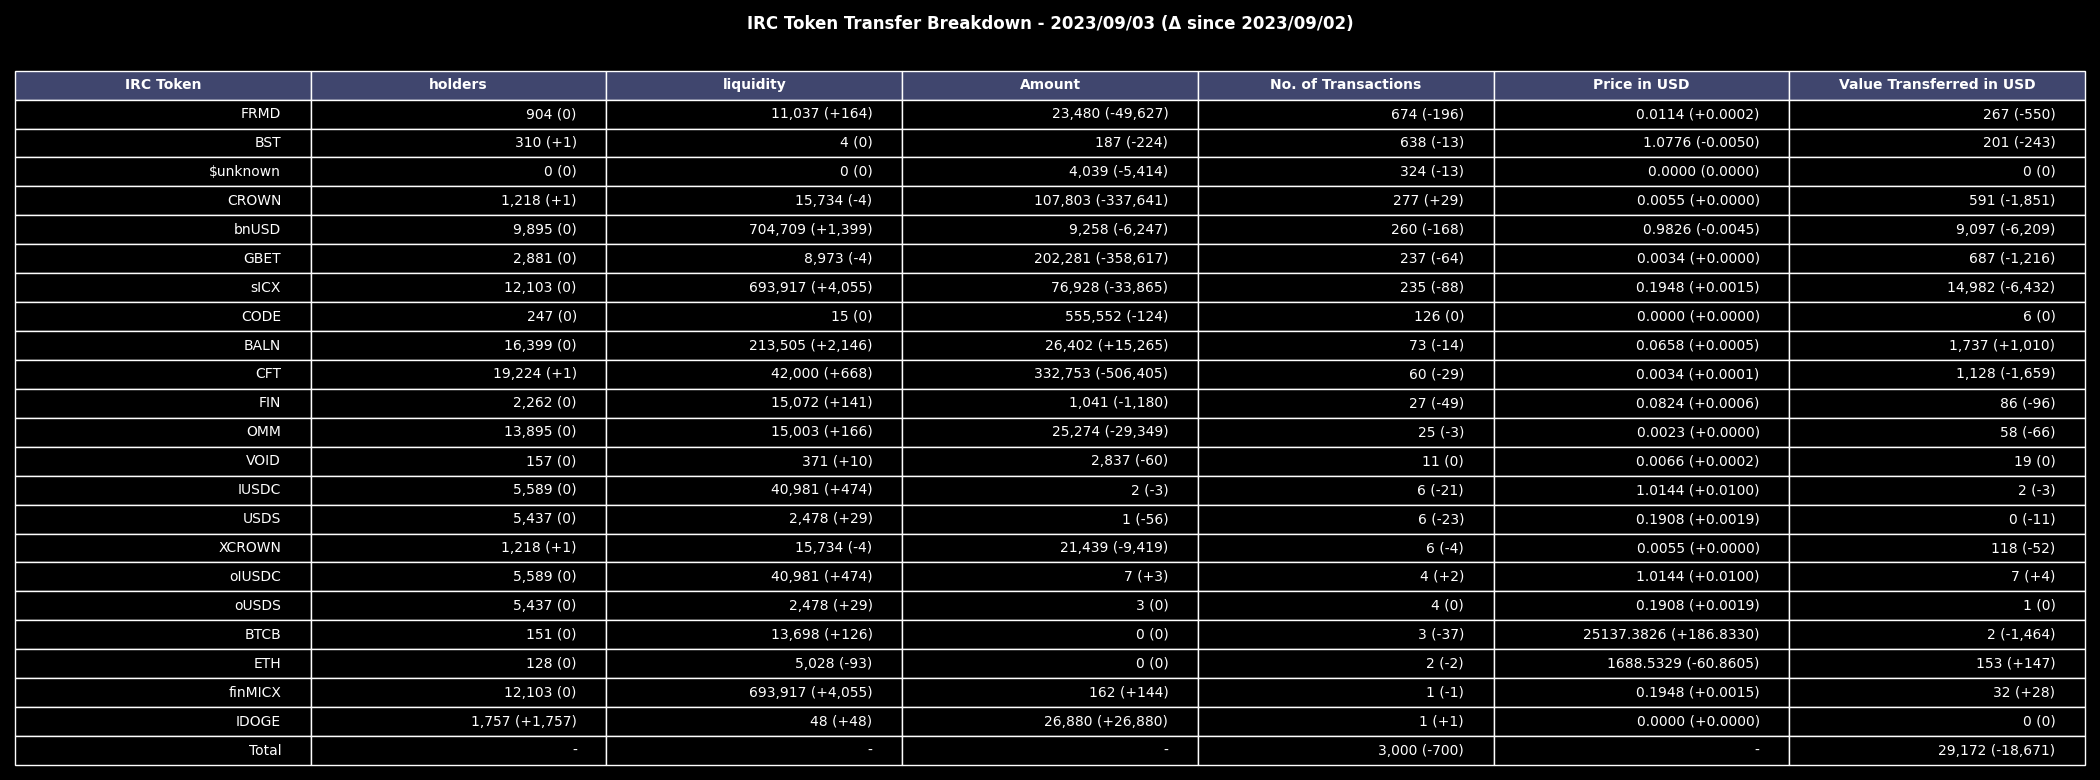 IRC Token Transfer Breakdown - 2023/09/03 (Δ since 2023/09/02)
IRC Token holders liquidity Amount No. of Transactions Price in USD Value Transferred in USD
FRMD 904 (0) 11,037 (+164) 23,480 (-49,627) 674 (-196) 0.0114 (+0.0002) 267 (-550)
BST 310 (+1) 4 (0) 187 (-224) 638 (-13) 1.0776 (-0.0050) 201 (-243)
$unknown 0 (0) 0 (0) 4,039 (-5,414) 324 (-13) 0.0000 (0.0000) 0 (0)
CROWN 1,218 (+1) 15,734 (-4) 107,803 (-337,641) 277 (+29) 0.0055 (+0.0000) 591 (-1,851)
bnUSD 9,895 (0) 704,709 (+1,399) 9,258 (-6,247) 260 (-168) 0.9826 (-0.0045) 9,097 (-6,209)
GBET 2,881 (0) 8,973 (-4) 202,281 (-358,617) 237 (-64) 0.0034 (+0.0000) 687 (-1,216)
sICX 12,103 (0) 693,917 (+4,055) 76,928 (-33,865) 235 (-88) 0.1948 (+0.0015) 14,982 (-6,432)
CODE 247 (0) 15 (0) 555,552 (-124) 126 (0) 0.0000 (+0.0000) 6 (0)
BALN 16,399 (0) 213,505 (+2,146) 26,402 (+15,265) 73 (-14) 0.0658 (+0.0005) 1,737 (+1,010)
CFT 19,224 (+1) 42,000 (+668) 332,753 (-506,405) 60 (-29) 0.0034 (+0.0001) 1,128 (-1,659)
FIN 2,262 (0) 15,072 (+141) 1,041 (-1,180) 27 (-49) 0.0824 (+0.0006) 86 (-96)
OMM 13,895 (0) 15,003 (+166) 25,274 (-29,349) 25 (-3) 0.0023 (+0.0000) 58 (-66)
VOID 157 (0) 371 (+10) 2,837 (-60) 11 (0) 0.0066 (+0.0002) 19 (0)
IUSDC 5,589 (0) 40,981 (+474) 2 (-3) 6 (-21) 1.0144 (+0.0100) 2 (-3)
USDS 5,437 (0) 2,478 (+29) 1 (-56) 6 (-23) 0.1908 (+0.0019) 0 (-11)
XCROWN 1,218 (+1) 15,734 (-4) 21,439 (-9,419) 6 (-4) 0.0055 (+0.0000) 118 (-52)
oIUSDC 5,589 (0) 40,981 (+474) 7 (+3) 4 (+2) 1.0144 (+0.0100) 7 (+4)
oUSDS 5,437 (0) 2,478 (+29) 3 (0) 4 (0) 0.1908 (+0.0019) 1 (0)
BTCB 151 (0) 13,698 (+126) 0 (0) 3 (-37) 25137.3826 (+186.8330) 2 (-1,464)
ETH 128 (0) 5,028 (-93) 0 (0) 2 (-2) 1688.5329 (-60.8605) 153 (+147)
finMICX 12,103 (0) 693,917 (+4,055) 162 (+144) 1 (-1) 0.1948 (+0.0015) 32 (+28)
IDOGE 1,757 (+1,757) 48 (+48) 26,880 (+26,880) 1 (+1) 0.0000 (+0.0000) 0 (0)
Total - - - 3,000 (-700) - 29,172 (-18,671)